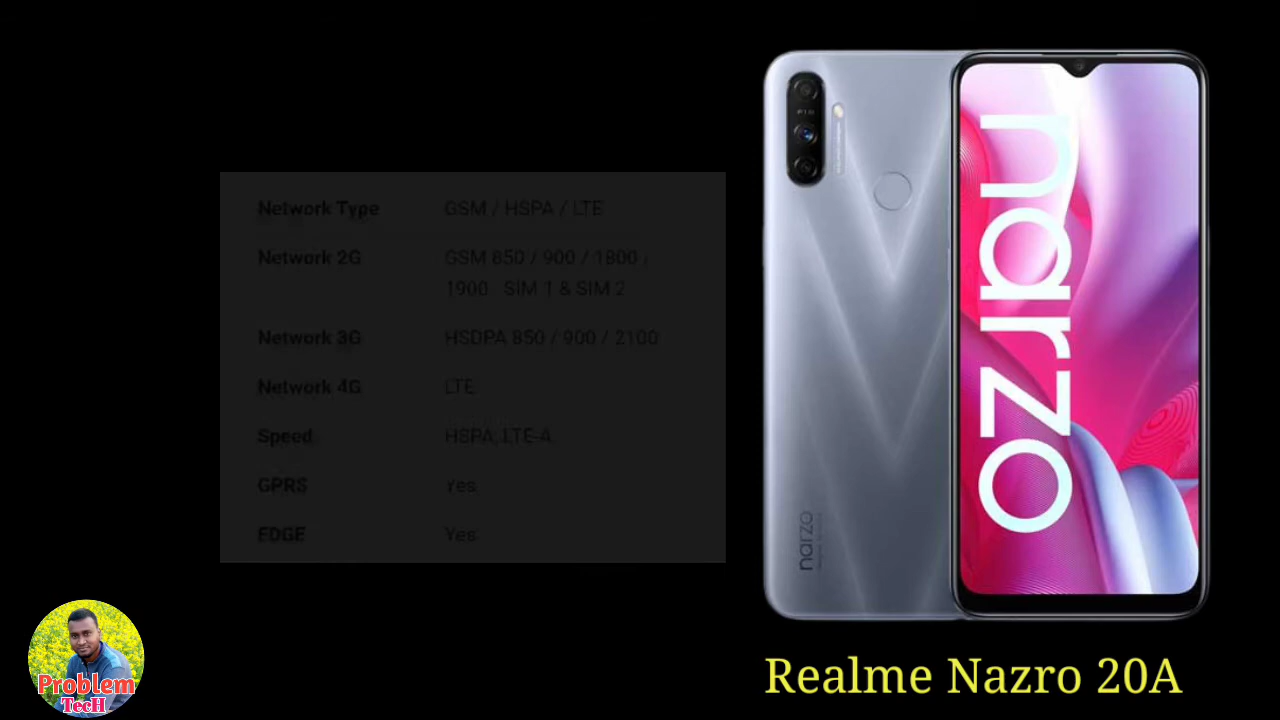 Network Type GSM / HSPA / LTE
Network 2G GSM 850 / 900 / 1800 /
1900 SIM 1 & SIM 2
Network 3G HSDPA 850 / 900 / 2100
Network 4G LTE
Speed HSPA, LTE-A
GPRS Yes
EDGE Yes
narzo
narzo
Realme Nazro 20A
Problem
TecH